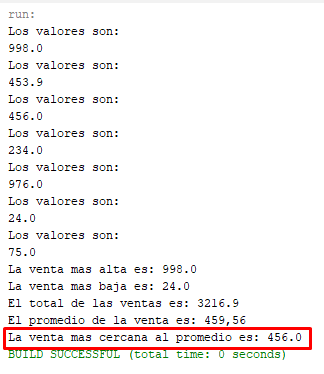 run:
Los valores son:
998.0
Los valores son:
453.9
Los valores son:
456.0
Los valores son:
234.0
Los valores son:
976.0
Los valores son:
24.0
Los valores son:
75.0
La venta mas alta es: 998.0
La venta mas baja es: 24.0
El total de las ventas es: 3216.9
El promedio de la venta es: 459,56
La venta mas cercana al promedio es: 456.0
BUILD SUCCESSFUL (total time: 0 seconds)